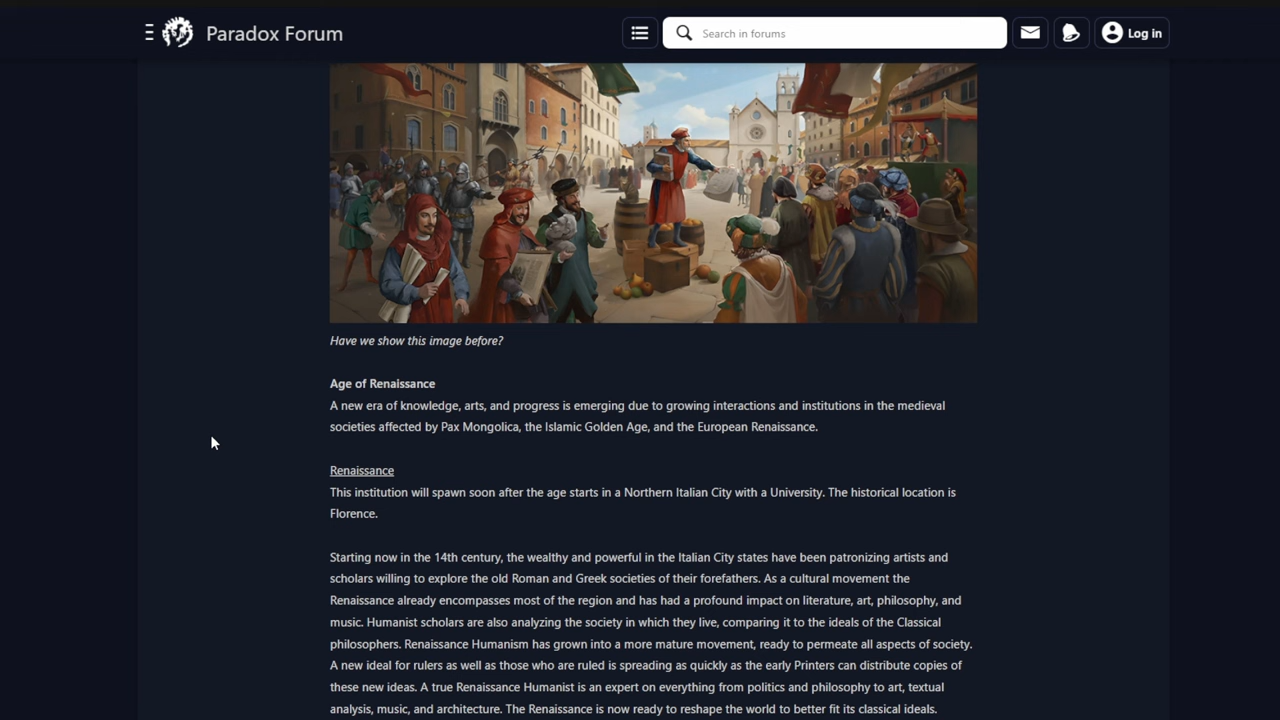 Paradox Forum
Search in forums
Log in
Have we show this image before?
Age of Renaissance
A new era of knowledge, arts, and progress is emerging due to growing interactions and institutions in the medieval
societies affected by Pax Mongolica, the Islamic Golden Age, and the European Renaissance.
Renaissance
This institution will spawn soon after the age starts in a Northern Italian City with a University. The historical location is
Florence.
Starting now in the 14th century, the wealthy and powerful in the Italian City states have been patronizing artists and
scholars willing to explore the old Roman and Greek societies of their forefathers. As a cultural movement the
Renaissance already encompasses most of the region and has had a profound impact on literature, art, philosophy, and
music. Humanist scholars are also analyzing the society in which they live, comparing it to the ideals of the Classical
philosophers. Renaissance Humanism has grown into a more mature movement, ready to permeate all aspects of society.
A new ideal for rulers as well as those who are ruled is spreading as quickly as the early Printers can distribute copies of
these new ideas. A true Renaissance Humanist is an expert on everything from politics and philosophy to art, textual
analysis, music, and architecture. The Renaissance is now ready to reshape the world to better fit its classical ideals.